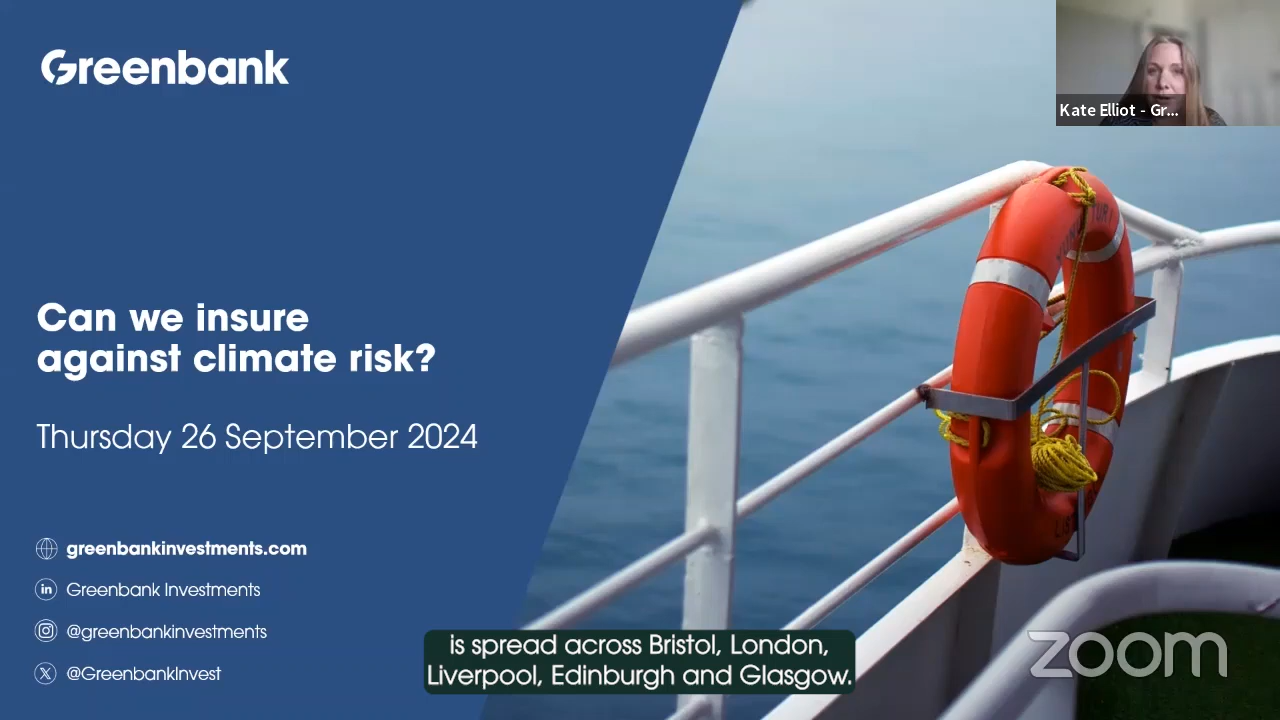 Greenbank
Kate Elliot - Gr...
Can we insure
against climate risk?
Thursday 26 September 2024
greenbankinvestments.com
in
Greenbank Investments
@greenbankinvestments
@GreenbankInvest
is spread across Bristol, London,
Liverpool, Edinburgh and Glasgow.
zoom